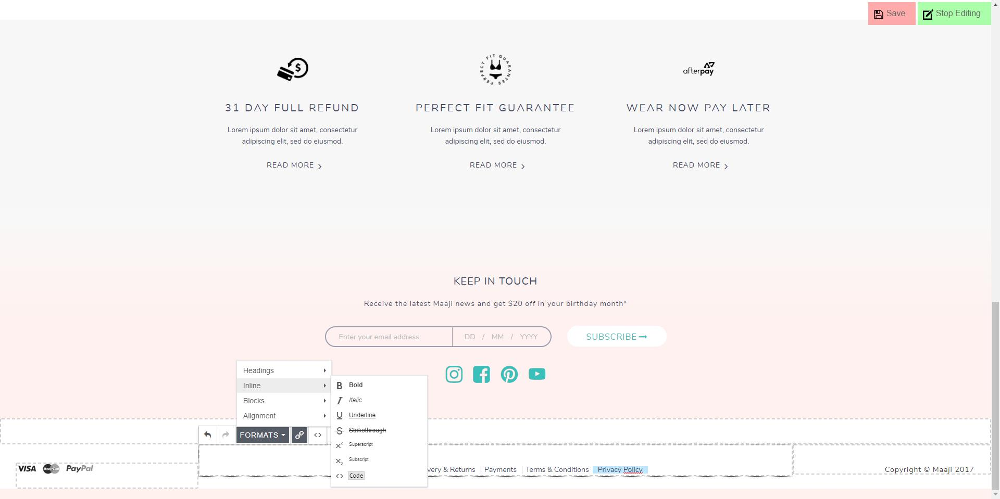 Save
Stop Editing
PERFECT FIT GUARANTEE
afterpay
31 DAY FULL REFUND
PERFECT FIT GUARANTEE
WEAR NOW PAY LATER
Lorem ipsum dolor sit amet, consectetur
adipiscing elit, sed do eiusmod.
Lorem ipsum dolor sit amet, consectetur
adipiscing elit, sed do eiusmod.
Lorem ipsum dolor sit amet, consectetur
adipiscing elit, sed do eiusmod.
READ MORE
READ MORE
READ MORE
KEEP IN TOUCH
Receive the latest Maaji news and get $20 off in your birthday month*
Enter your email address
DD / MM / YYYY
SUBSCRIBE
Headings
Inline
Blocks
Alignment
B Bold
I Italic
U Underline
S Strikethrough
x² Superscript
x₂ Subscript
<> Code
FORMATS
<>
VISA MasterCard PayPal
very & Returns | Payments | Terms & Conditions Privacy Policy
Copyright © Maaji 2017